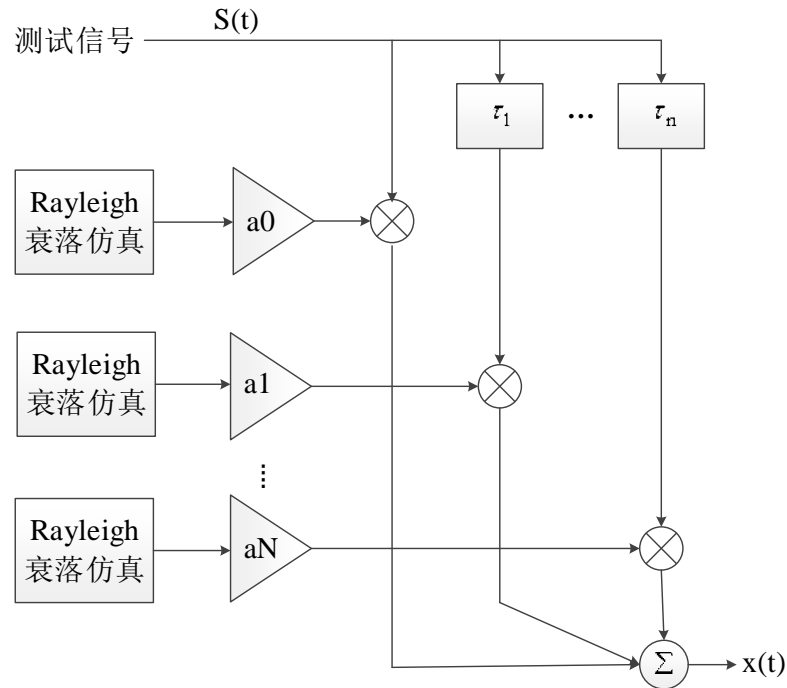 S(t)
测试信号
τ1
...
τn
Rayleigh
衰落仿真
a0
Rayleigh
衰落仿真
a1
Rayleigh
衰落仿真
aN
Σ
x(t)